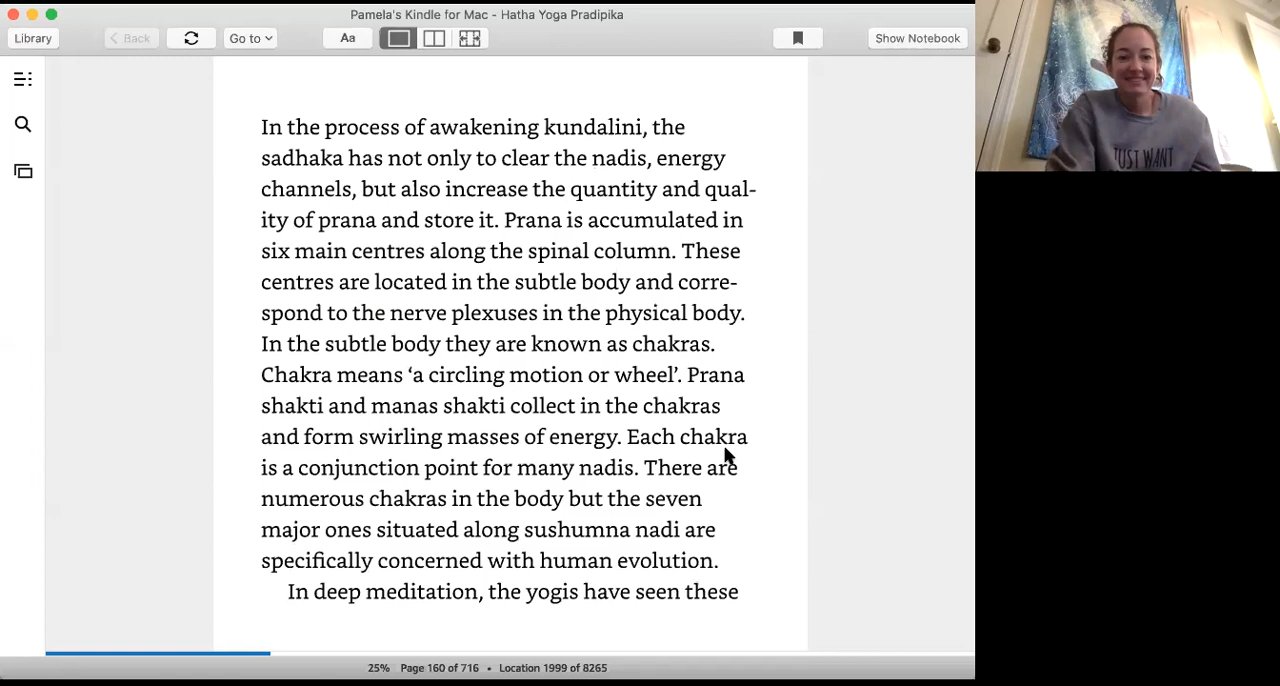 Pamela's Kindle for Mac - Hatha Yoga Pradipika
Library
Back
Go to
Aa
Show Notebook
In the process of awakening kundalini, the
sadhaka has not only to clear the nadis, energy
channels, but also increase the quantity and qual-
ity of prana and store it. Prana is accumulated in
six main centres along the spinal column. These
centres are located in the subtle body and corre-
spond to the nerve plexuses in the physical body.
In the subtle body they are known as chakras.
Chakra means ‘a circling motion or wheel’. Prana
shakti and manas shakti collect in the chakras
and form swirling masses of energy. Each chakra
is a conjunction point for many nadis. There are
numerous chakras in the body but the seven
major ones situated along sushumna nadi are
specifically concerned with human evolution.
In deep meditation, the yogis have seen these
25% Page 160 of 716 • Location 1999 of 8265
JUST WANT